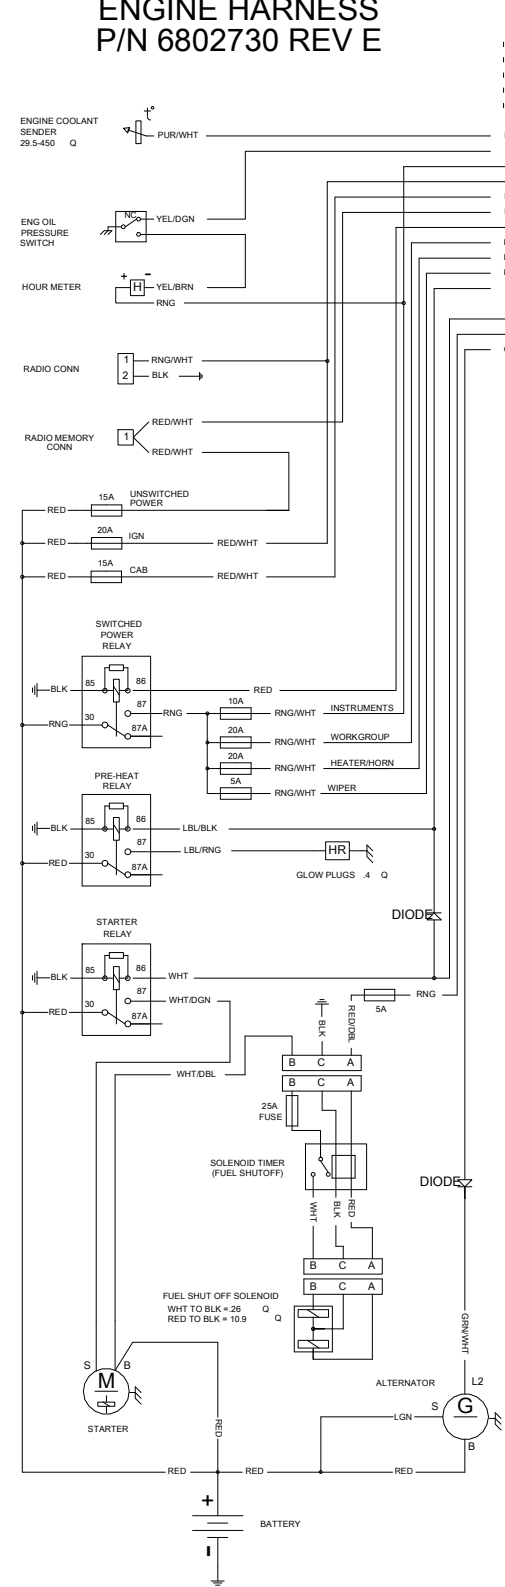 ENGINE HARNESS
P/N 6802730 REV E
ENGINE COOLANT
SENDER
29.5-450 Q
t°
PUR/WHT
ENG OIL
PRESSURE
SWITCH
NC
YEL/DGN
HOUR METER
+ H -
YEL/BRN
RNG
RADIO CONN
1 RNG/WHT
2 BLK
RADIO MEMORY
CONN
1
RED/WHT
RED/WHT
RED 15A UNSWITCHED
POWER
RED 20A IGN RED/WHT
RED 15A CAB RED/WHT
SWITCHED
POWER
RELAY
BLK 85 86 RED
87 RNG
RNG 30 87A
10A RNG/WHT INSTRUMENTS
20A RNG/WHT WORKGROUP
20A RNG/WHT HEATER/HORN
5A RNG/WHT WIPER
PRE-HEAT
RELAY
BLK 85 86 LBL/BLK
87 LBL/RNG
RED 30 87A
HR
GLOW PLUGS .4 Q
DIODE
STARTER
RELAY
BLK 85 86 WHT
87 WHT/DGN
RED 30 87A
RNG
5A
BLK
RED/DBL
WHT/DBL
B C A
B C A
25A
FUSE
SOLENOID TIMER
(FUEL SHUTOFF)
DIODE
WHT
BLK
RED
B C A
B C A
FUEL SHUT OFF SOLENOID
WHT TO BLK =.26 Q
RED TO BLK = 10.9 Q
GRN/WHT
S B
M
STARTER
ALTERNATOR
L2
S
G
B
LGN
RED
RED RED RED
+
BATTERY
-